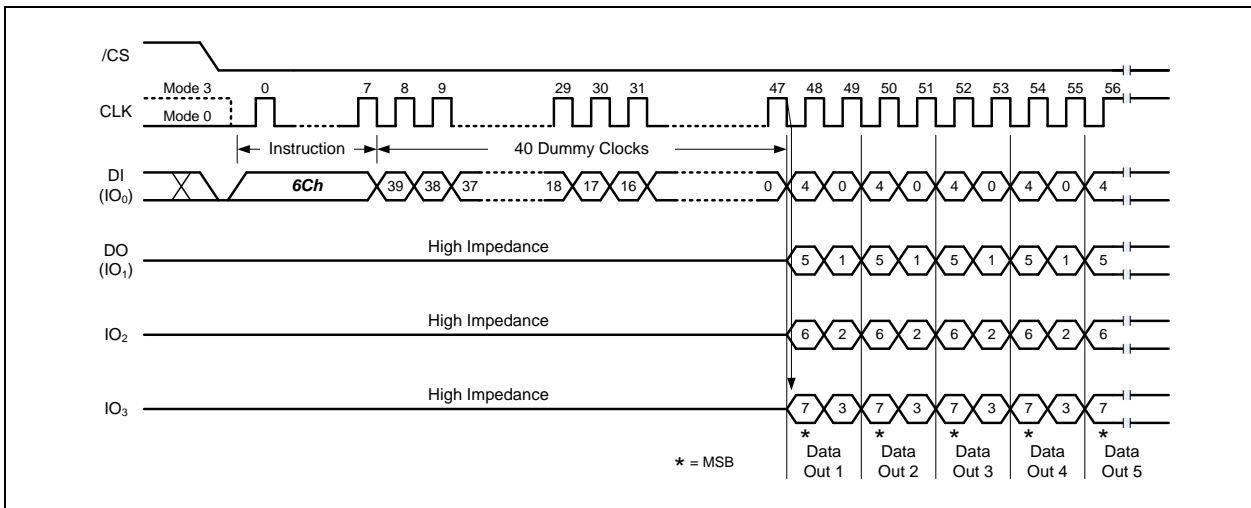 /CS
Mode 3 0 7 8 9 29 30 31 47 48 49 50 51 52 53 54 55 56
CLK
Mode 0
Instruction 40 Dummy Clocks
DI
(IO₀)
6Ch 39 38 37 18 17 16 0 4 0 4 0 4 0 4 0 4
High Impedance
DO
(IO₁)
5 1 5 1 5 1 5 1 5
High Impedance
IO₂ 6 2 6 2 6 2 6 2 6
High Impedance
IO₃ 7 3 7 3 7 3 7 3 7
* * * * *
* = MSB
Data Data Data Data Data
Out 1 Out 2 Out 3 Out 4 Out 5